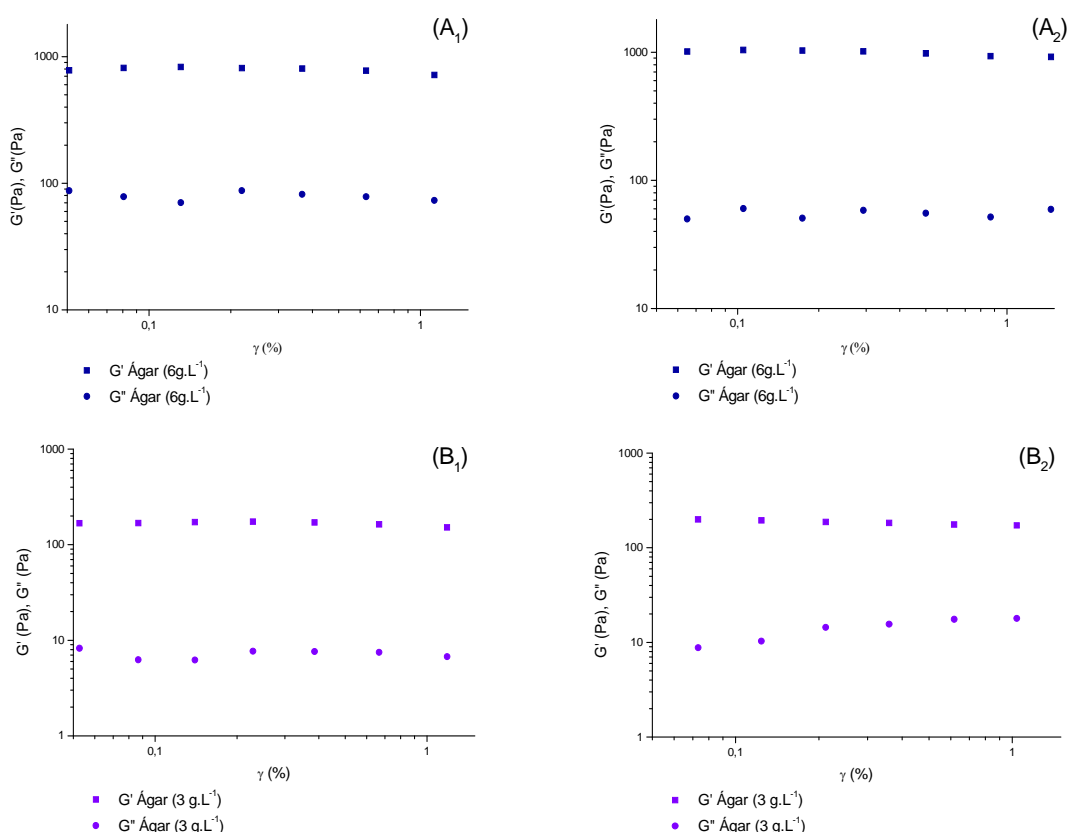 (A₁)
1000
100
10
G'(Pa), G"(Pa)
0,1
1
γ (%)
G' Ágar (6g.L⁻¹)
G" Ágar (6g.L⁻¹)
(A₂)
1000
100
10
G'(Pa), G"(Pa)
0,1
1
γ (%)
G' Ágar (6g.L⁻¹)
G" Ágar (6g.L⁻¹)
(B₁)
1000
100
10
1
G' (Pa), G" (Pa)
0,1
1
γ (%)
G' Ágar (3 g.L⁻¹)
G" Ágar (3 g.L⁻¹)
(B₂)
1000
100
10
1
G' (Pa), G" (Pa)
0,1
1
γ (%)
G' Ágar (3 g.L⁻¹)
G" Ágar (3 g.L⁻¹)